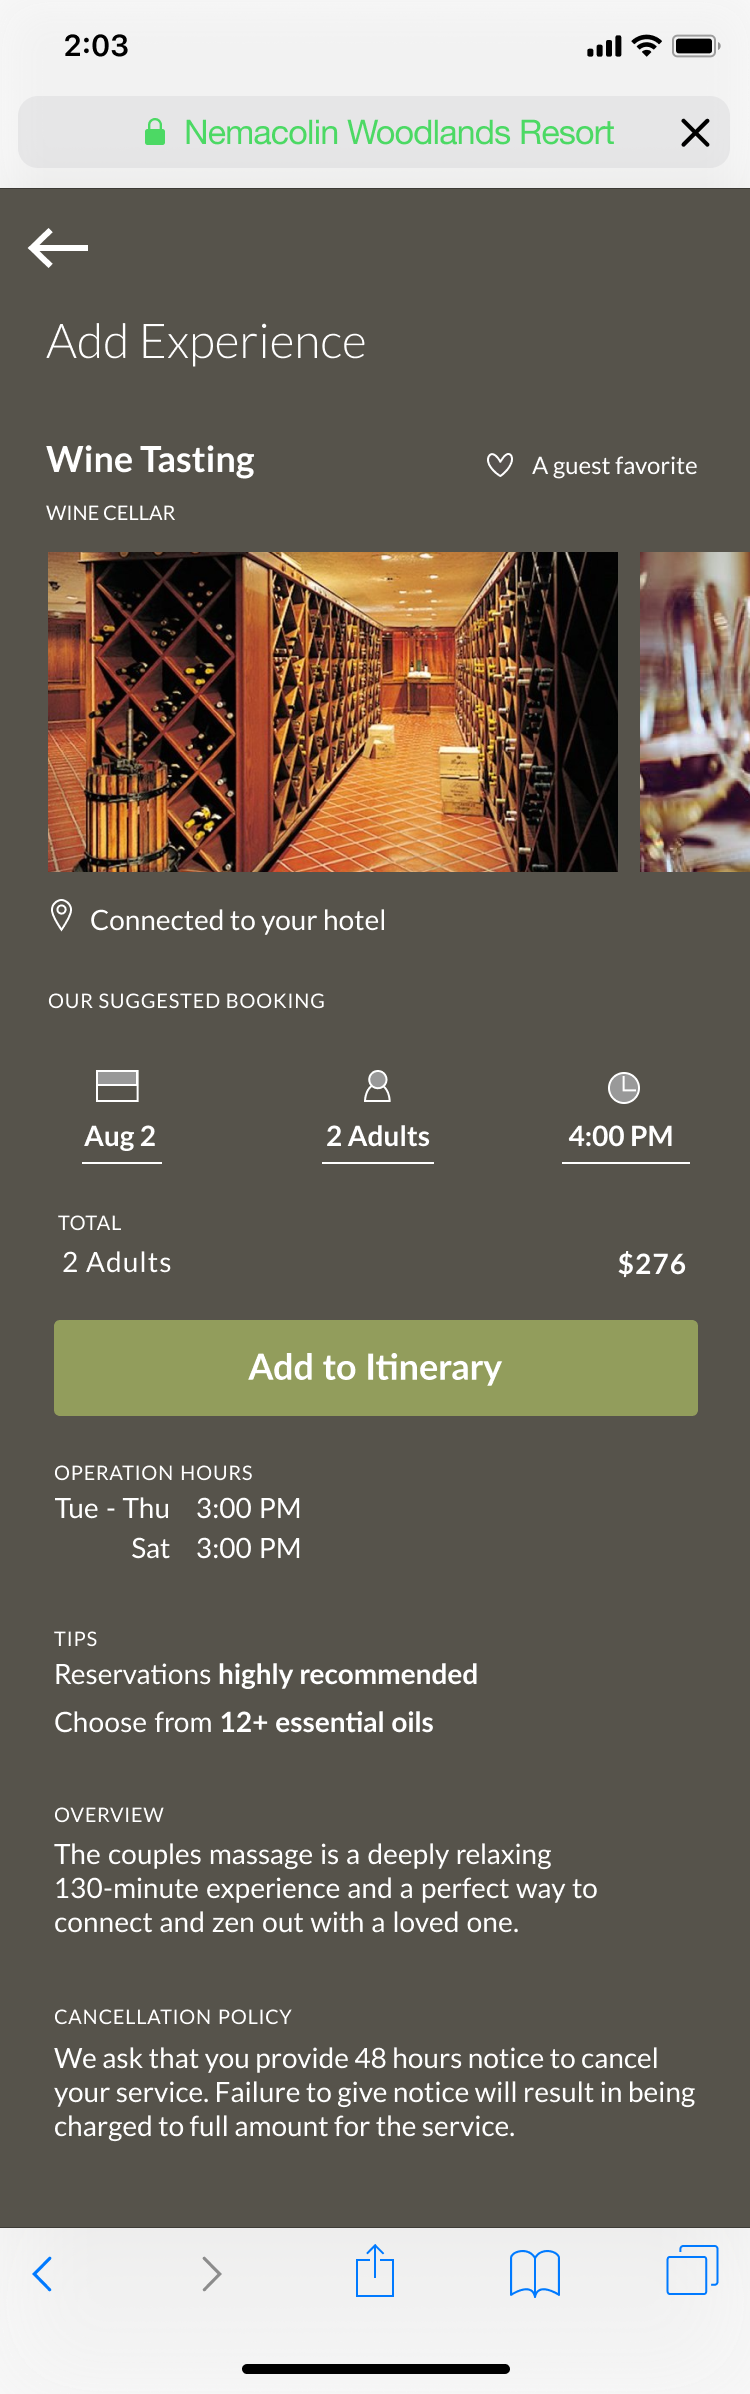 2:03
Nemacolin Woodlands Resort
Add Experience
Wine Tasting
A guest favorite
WINE CELLAR
Connected to your hotel
OUR SUGGESTED BOOKING
Aug 2
2 Adults
4:00 PM
TOTAL
2 Adults
$276
Add to Itinerary
OPERATION HOURS
Tue - Thu 3:00 PM
Sat 3:00 PM
TIPS
Reservations highly recommended
Choose from 12+ essential oils
OVERVIEW
The couples massage is a deeply relaxing
130-minute experience and a perfect way to
connect and zen out with a loved one.
CANCELLATION POLICY
We ask that you provide 48 hours notice to cancel
your service. Failure to give notice will result in being
charged to full amount for the service.